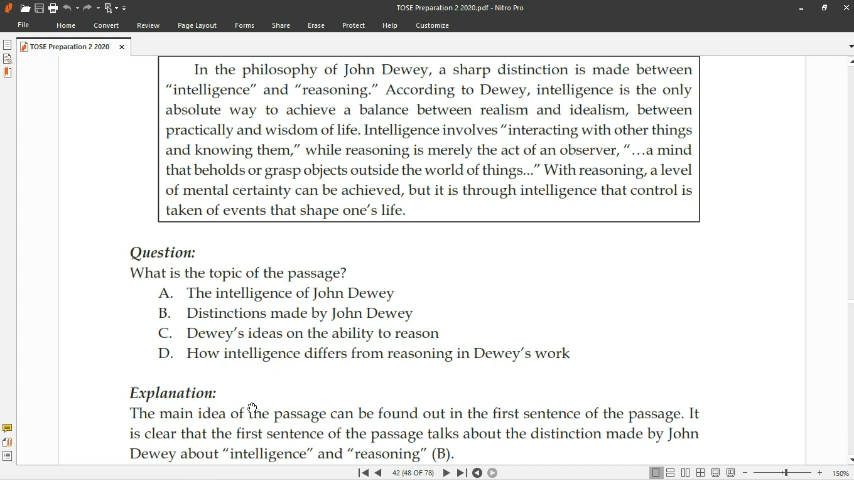 TOSE Preparation 2 2020.pdf - Nitro Pro
File Home Convert Review Page Layout Forms Share Erase Protect Help Customize
TOSE Preparation 2 2020
In the philosophy of John Dewey, a sharp distinction is made between
“intelligence” and “reasoning.” According to Dewey, intelligence is the only
absolute way to achieve a balance between realism and idealism, between
practically and wisdom of life. Intelligence involves “interacting with other things
and knowing them,” while reasoning is merely the act of an observer, “…a mind
that beholds or grasp objects outside the world of things...” With reasoning, a level
of mental certainty can be achieved, but it is through intelligence that control is
taken of events that shape one’s life.
Question:
What is the topic of the passage?
A. The intelligence of John Dewey
B. Distinctions made by John Dewey
C. Dewey’s ideas on the ability to reason
D. How intelligence differs from reasoning in Dewey’s work
Explanation:
The main idea of the passage can be found out in the first sentence of the passage. It
is clear that the first sentence of the passage talks about the distinction made by John
Dewey about “intelligence” and “reasoning” (B).
42 (48 OF 78)
150%